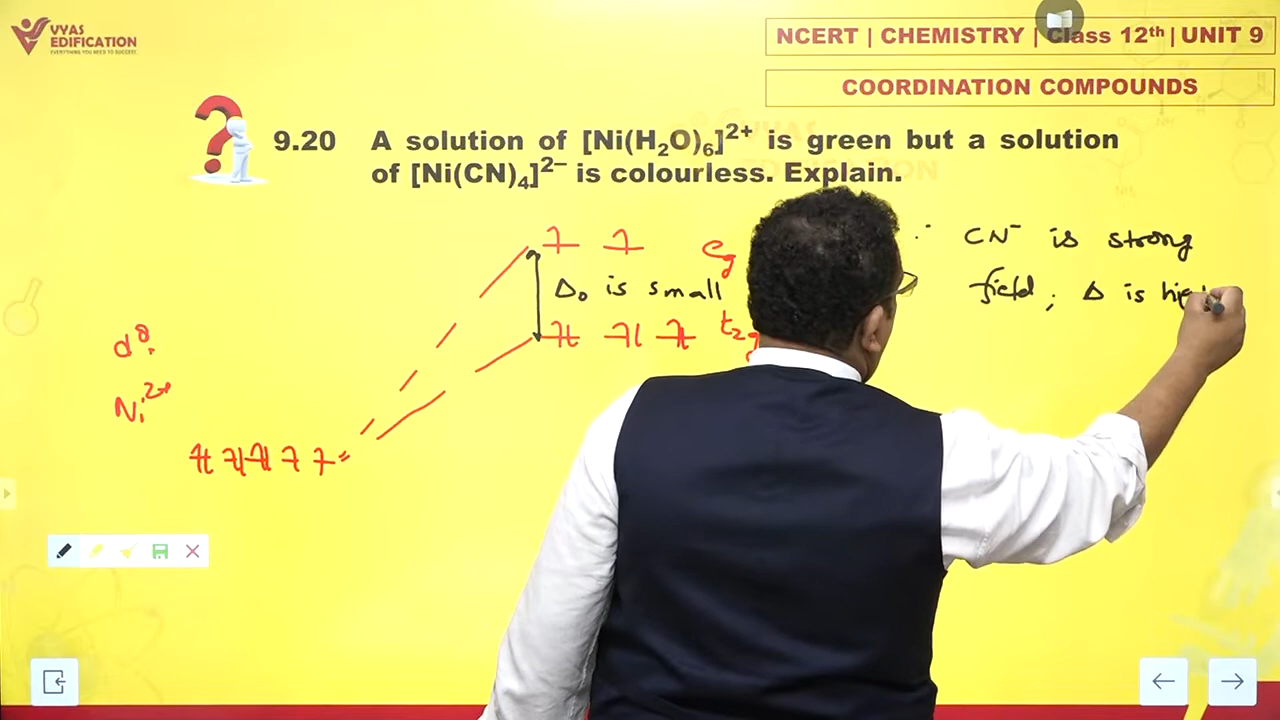 VYAS
EDIFICATION
EVERYTHING YOU NEED TO SUCCESS
NCERT | CHEMISTRY | Class 12th | UNIT 9
COORDINATION COMPOUNDS
9.20 A solution of [Ni(H₂O)₆]²⁺ is green but a solution
of [Ni(CN)₄]²⁻ is colourless. Explain.
eg
Δ₀ is small
t₂g
∴ CN⁻ is strong
field; Δ is
d⁸
Ni²⁺